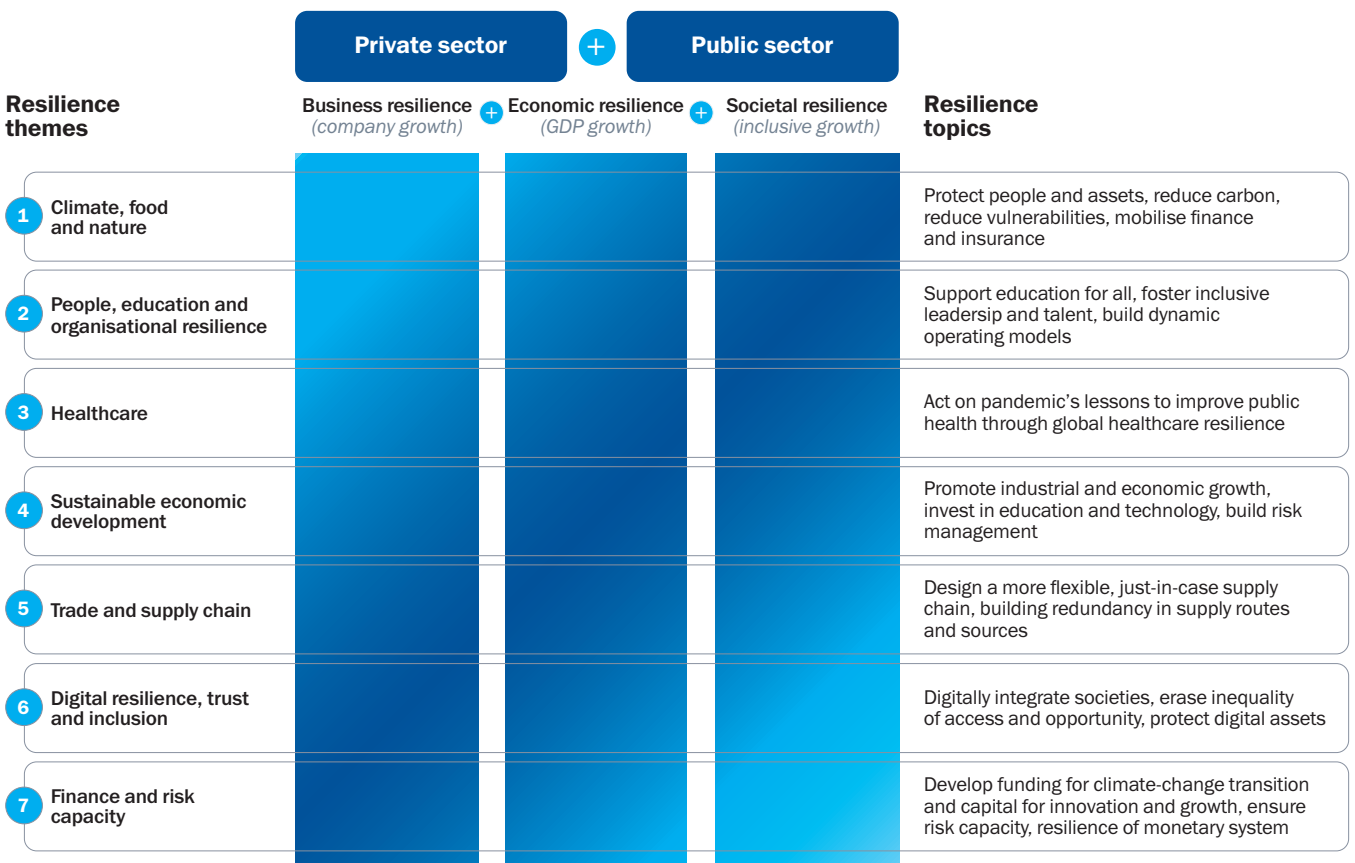 Private sector
+
Public sector
Resilience
themes
Business resilience
(company growth)
+
Economic resilience
(GDP growth)
+
Societal resilience
(inclusive growth)
Resilience
topics
1
Climate, food
and nature
Protect people and assets, reduce carbon,
reduce vulnerabilities, mobilise finance
and insurance
2
People, education and
organisational resilience
Support education for all, foster inclusive
leadersip and talent, build dynamic
operating models
3
Healthcare
Act on pandemic's lessons to improve public
health through global healthcare resilience
4
Sustainable economic
development
Promote industrial and economic growth,
invest in education and technology, build risk
management
5
Trade and supply chain
Design a more flexible, just-in-case supply
chain, building redundancy in supply routes
and sources
6
Digital resilience, trust
and inclusion
Digitally integrate societies, erase inequality
of access and opportunity, protect digital assets
7
Finance and risk
capacity
Develop funding for climate-change transition
and capital for innovation and growth, ensure
risk capacity, resilience of monetary system